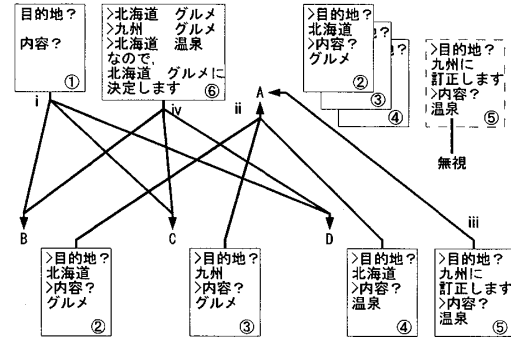 目的地?
内容?
①
>北海道 グルメ
>九州 グルメ
>北海道 温泉
なので、
北海道 グルメに
決定します
⑥
>目的地?
北海道
>内容?
グルメ
②
?
③
?
④
>目的地?
九州に
訂正します
>内容?
温泉
⑤
無視
i
iv
ii
A
iii
B
C
D
>目的地?
北海道
>内容?
グルメ
②
>目的地?
九州
>内容?
グルメ
③
>目的地?
北海道
>内容?
温泉
④
>目的地?
九州に
訂正します
>内容?
温泉
⑤